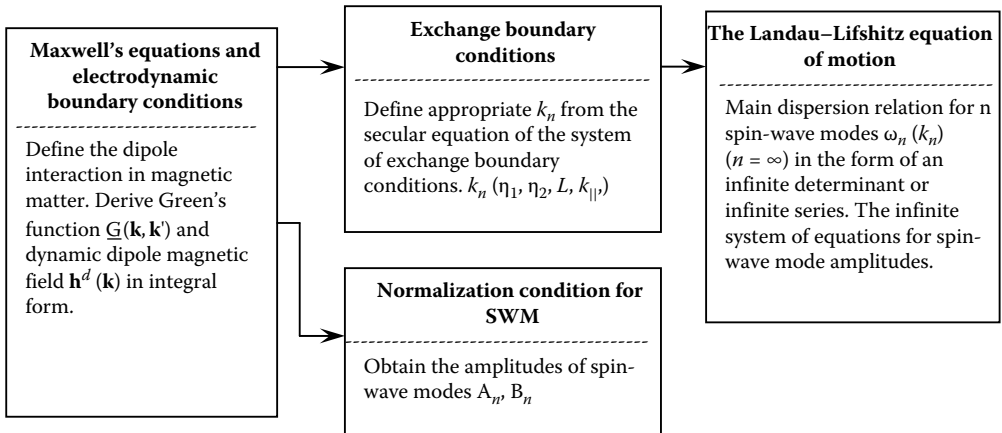 Maxwell's equations and
electrodynamic
boundary conditions
Define the dipole
interaction in magnetic
matter. Derive Green's
function G(k, k') and
dynamic dipole magnetic
field h^d (k) in integral
form.
Exchange boundary
conditions
Define appropriate k_n from the
secular equation of the system
of exchange boundary
conditions. k_n (η_1, η_2, L, k_||,)
Normalization condition for
SWM
Obtain the amplitudes of spin-
wave modes A_n, B_n
The Landau–Lifshitz equation
of motion
Main dispersion relation for n
spin-wave modes ω_n (k_n)
(n = ∞) in the form of an
infinite determinant or
infinite series. The infinite
system of equations for spin-
wave mode amplitudes.